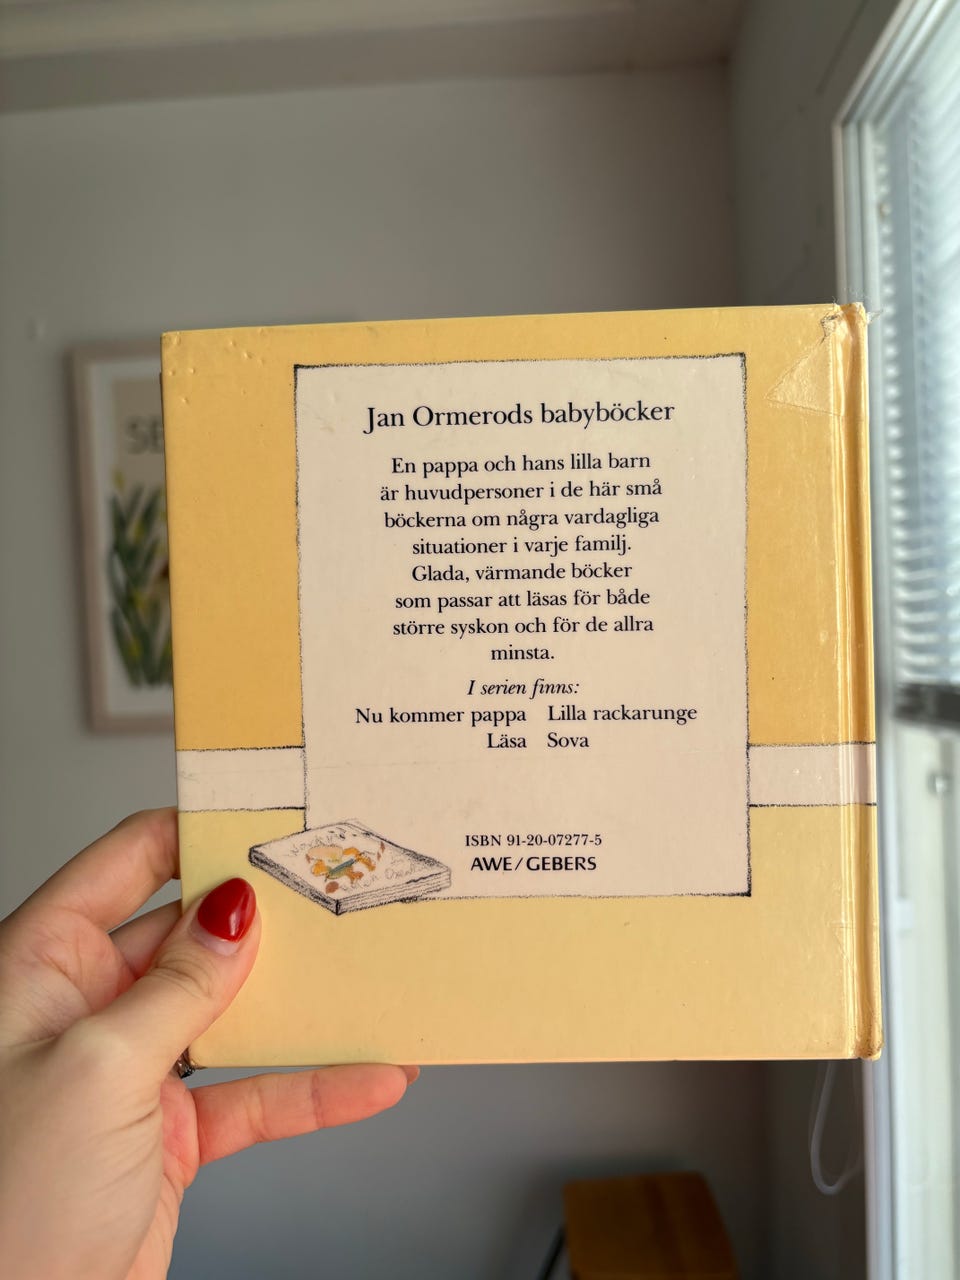 Jan Ormerods babyböcker
En pappa och hans lilla barn
är huvudpersoner i de här små
böckerna om några vardagliga
situationer i varje familj.
Glada, värmande böcker
som passar att läsas för både
större syskon och för de allra
minsta.
I serien finns:
Nu kommer pappa Lilla rackarunge
Läsa Sova
ISBN 91-20-07277-5
AWE/GEBERS